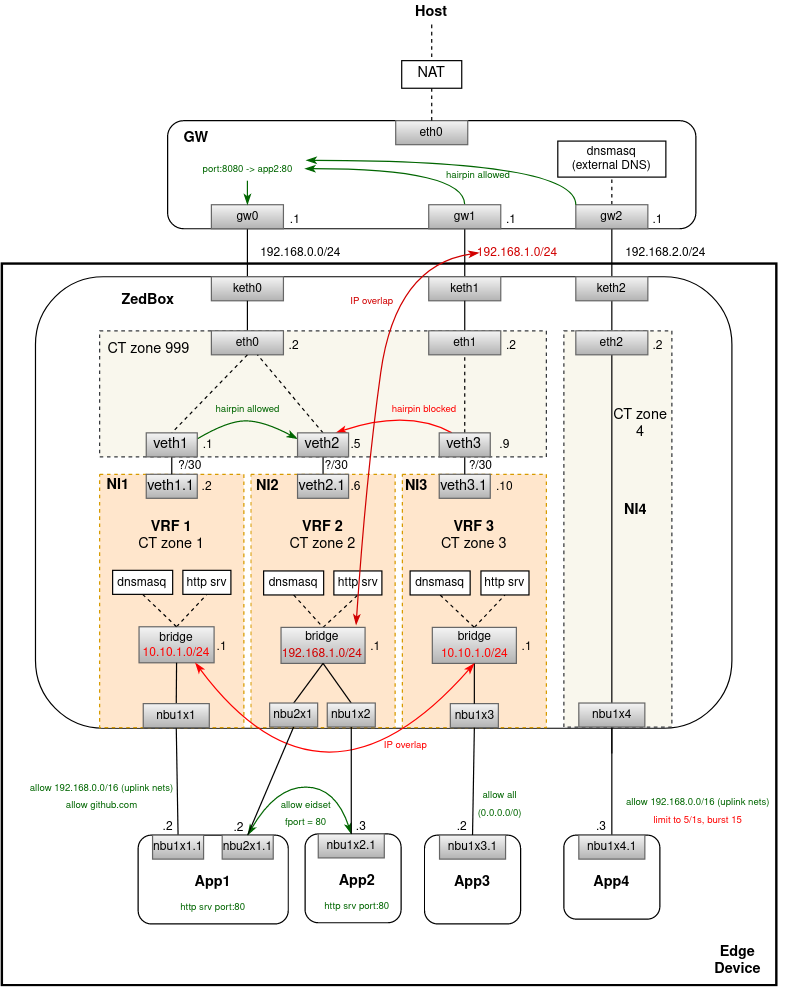 Host
NAT
eth0
GW
dnsmasq
(external DNS)
port:8080 -> app2:80
hairpin allowed
gw0
.1
gw1
.1
gw2
.1
192.168.0.0/24
192.168.1.0/24
192.168.2.0/24
ZedBox
keth0
keth1
keth2
IP overlap
CT zone 999
eth0
.2
eth1
.2
eth2
.2
CT zone
4
hairpin allowed
hairpin blocked
veth1
.1
veth2
.5
veth3
.9
?/30
?/30
?/30
NI1
veth1.1
.2
NI2
veth2.1
.6
NI3
veth3.1
.10
NI4
VRF 1
CT zone 1
VRF 2
CT zone 2
VRF 3
CT zone 3
dnsmasq
http srv
dnsmasq
http srv
dnsmasq
http srv
bridge
10.10.1.0/24
.1
bridge
192.168.1.0/24
.1
bridge
10.10.1.0/24
.1
nbu1x1
nbu2x1
nbu1x2
nbu1x3
nbu1x4
IP overlap
allow 192.168.0.0/16 (uplink nets)
allow github.com
allow eidset
fport = 80
allow all
(0.0.0.0/0)
allow 192.168.0.0/16 (uplink nets)
limit to 5/1s, burst 15
.2
.2
.3
.2
.3
nbu1x1.1
nbu2x1.1
nbu1x2.1
nbu1x3.1
nbu1x4.1
App1
App2
App3
App4
http srv port:80
http srv port:80
Edge
Device